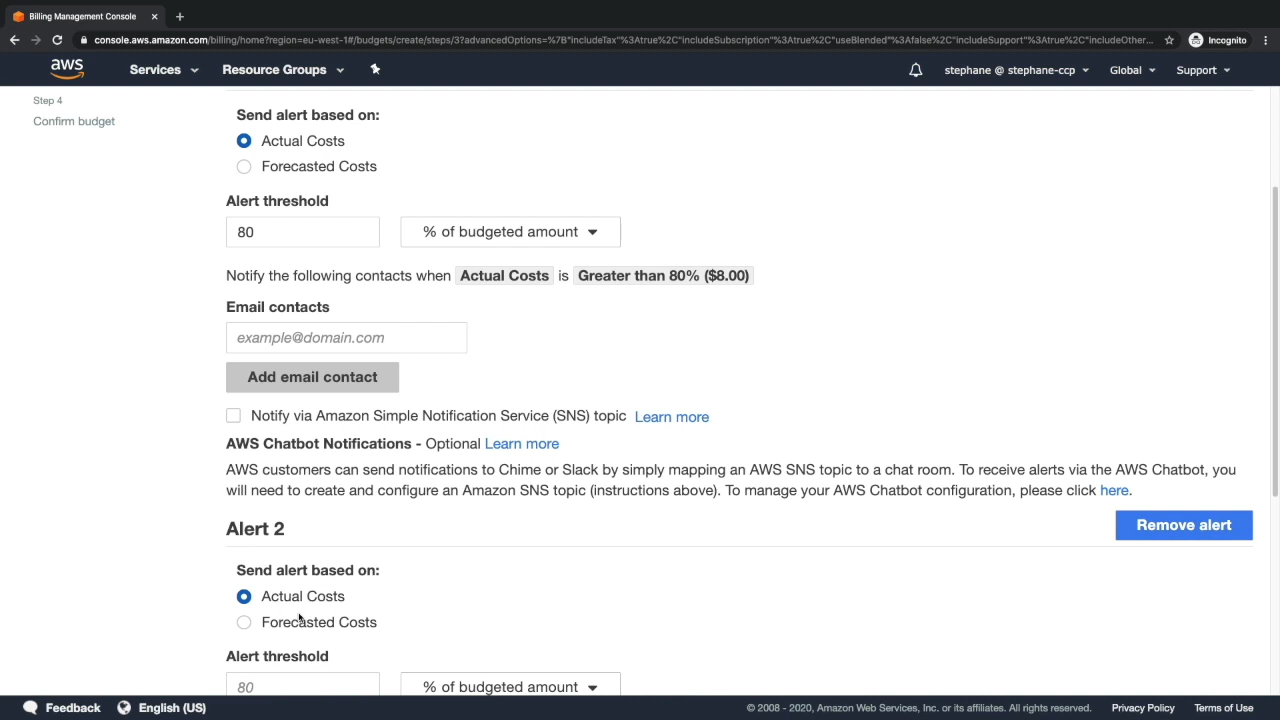 Billing Management Console
console.aws.amazon.com/billing/home?region=eu-west-1#/budgets/create/steps/3?advancedOptions=%7B"includeTax"%3Atrue%2C"includeSubscription"%3Atrue%2C"useBlended"%3Afalse%2C"includeSupport"%3Atrue%2C"includeOther...
Incognito
aws
Services
Resource Groups
stephane @ stephane-ccp
Global
Support
Step 4
Confirm budget
Send alert based on:
Actual Costs
Forecasted Costs
Alert threshold
80
% of budgeted amount
Notify the following contacts when Actual Costs is Greater than 80% ($8.00)
Email contacts
example@domain.com
Add email contact
Notify via Amazon Simple Notification Service (SNS) topic Learn more
AWS Chatbot Notifications - Optional Learn more
AWS customers can send notifications to Chime or Slack by simply mapping an AWS SNS topic to a chat room. To receive alerts via the AWS Chatbot, you
will need to create and configure an Amazon SNS topic (instructions above). To manage your AWS Chatbot configuration, please click here.
Alert 2
Remove alert
Send alert based on:
Actual Costs
Forecasted Costs
Alert threshold
80
% of budgeted amount
Feedback
English (US)
© 2008 - 2020, Amazon Web Services, Inc. or its affiliates. All rights reserved.
Privacy Policy
Terms of Use